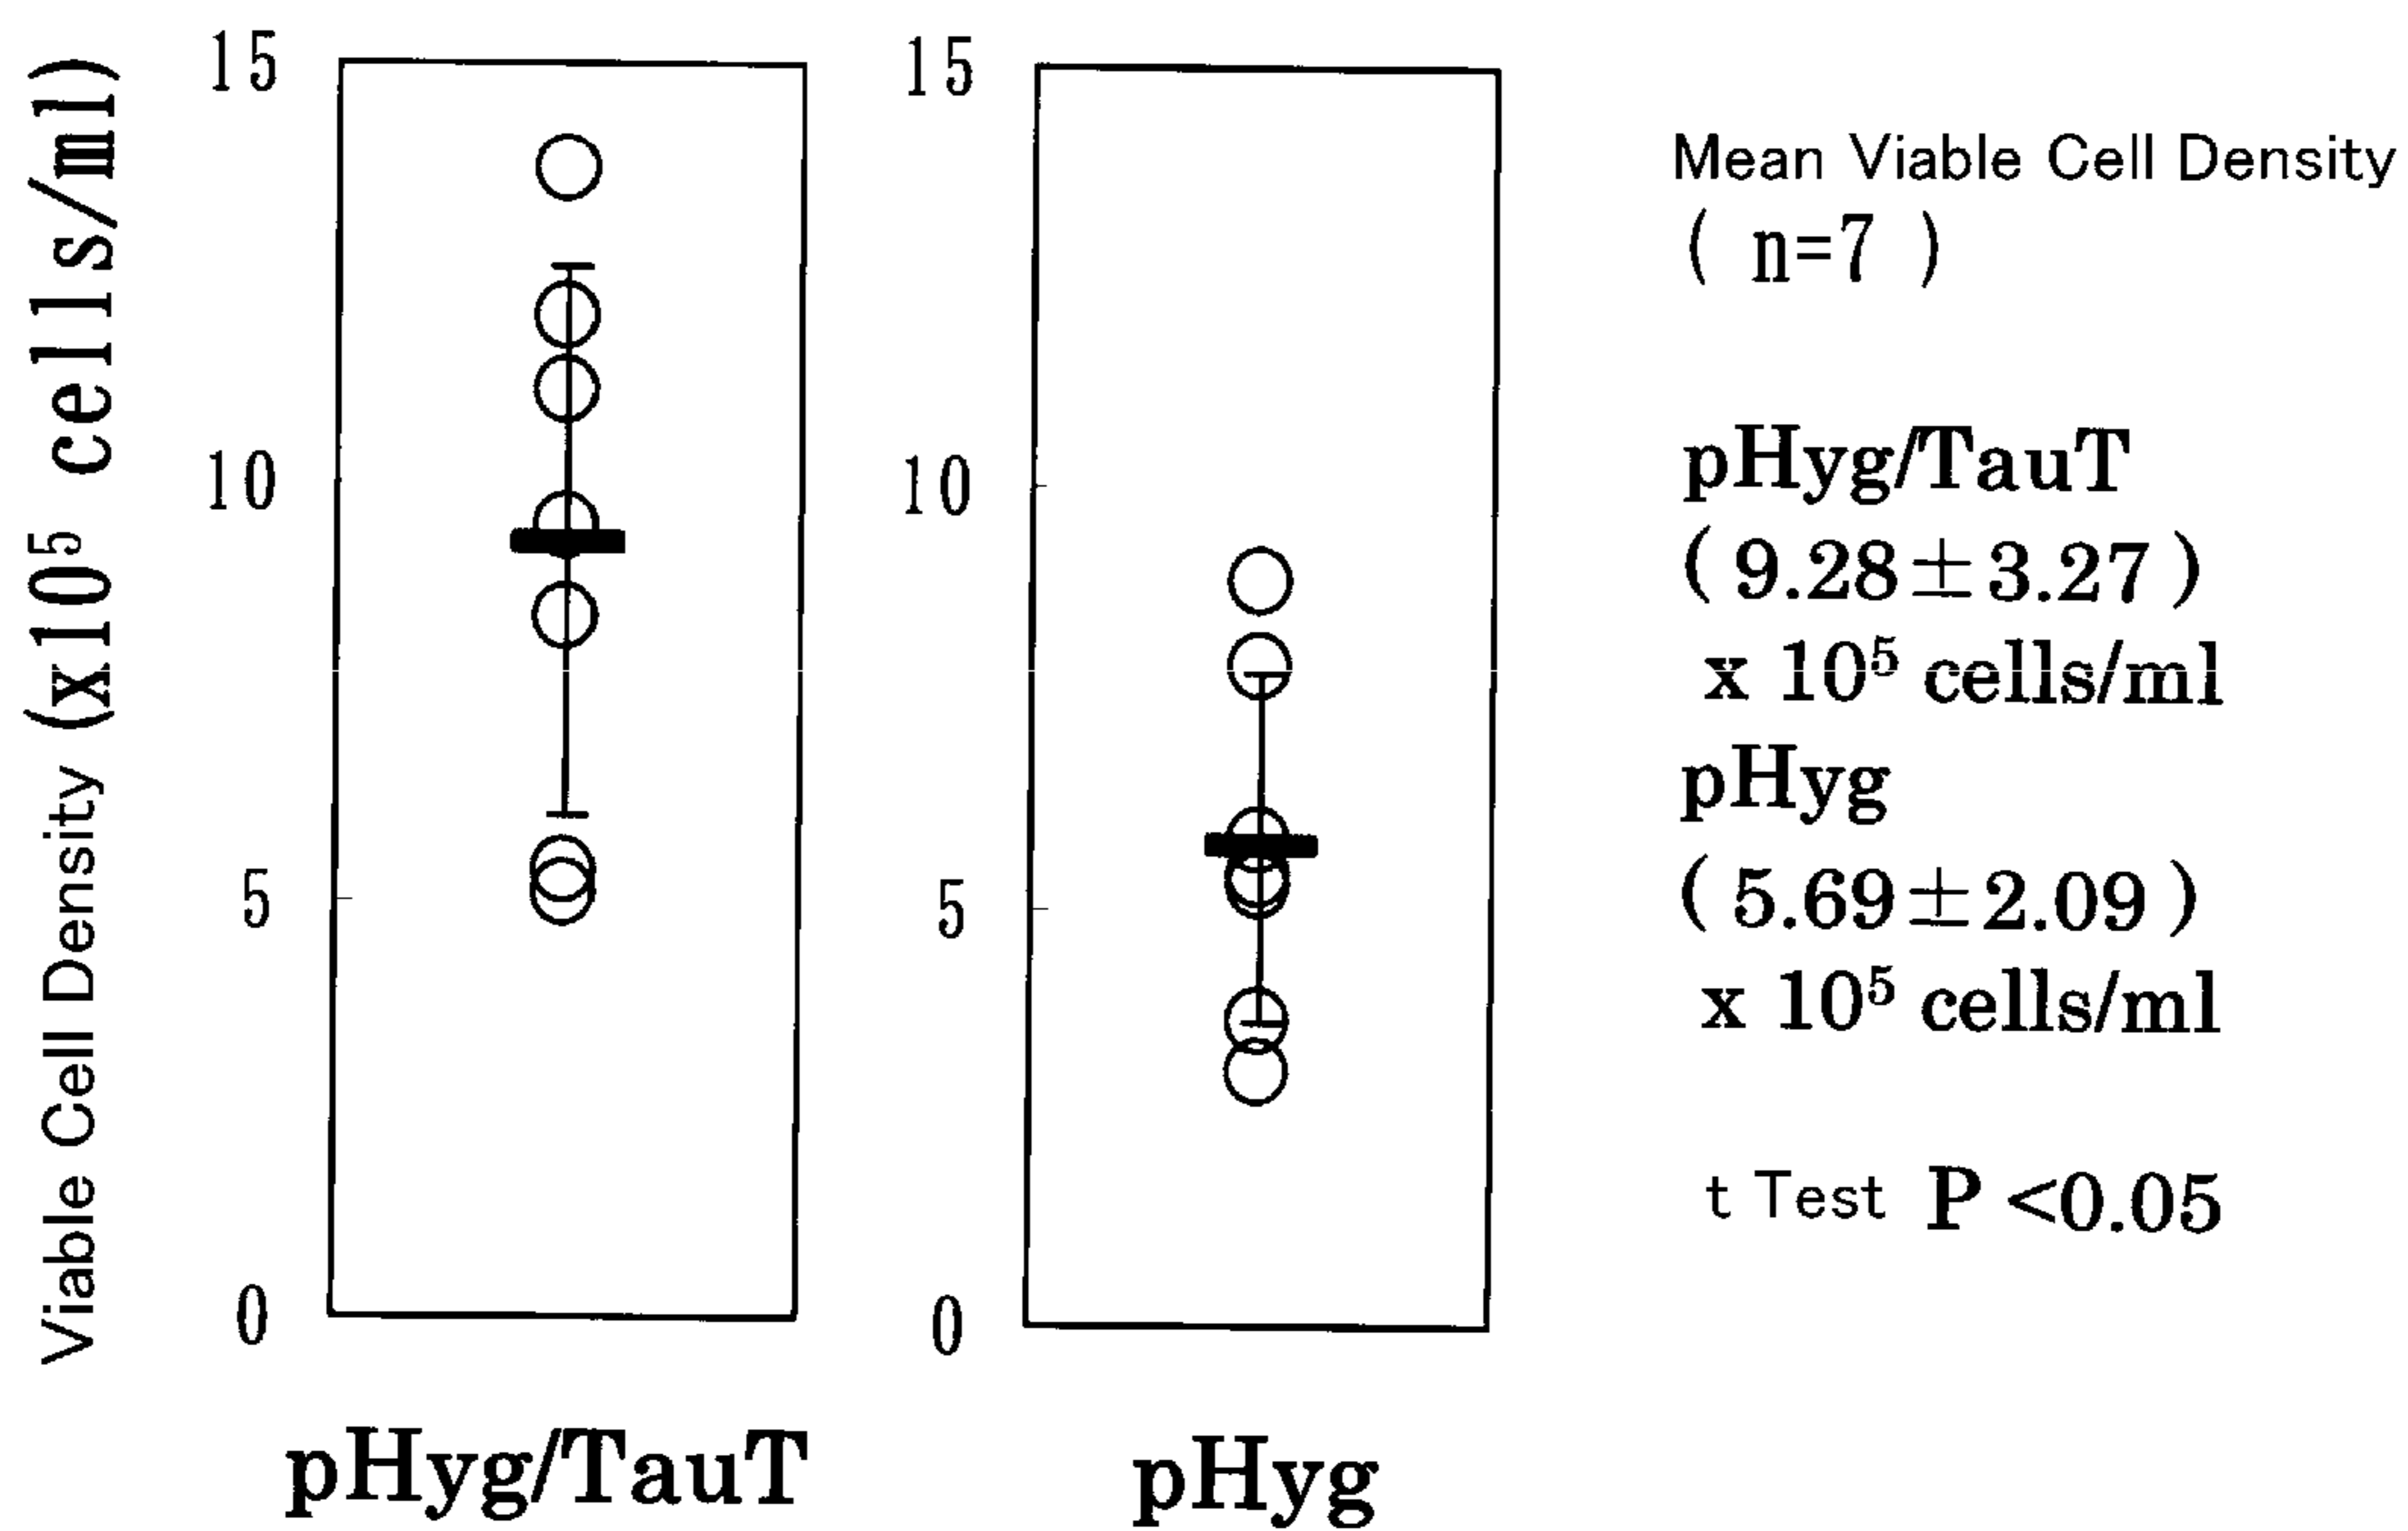 Viable Cell Density (x10⁵ cells/ml)
15
10
5
0
pHyg/TauT
15
10
5
0
pHyg
Mean Viable Cell Density
( n=7 )
pHyg/TauT
( 9.28±3.27 )
x 10⁵ cells/ml
pHyg
( 5.69±2.09 )
x 10⁵ cells/ml
t Test P <0.05